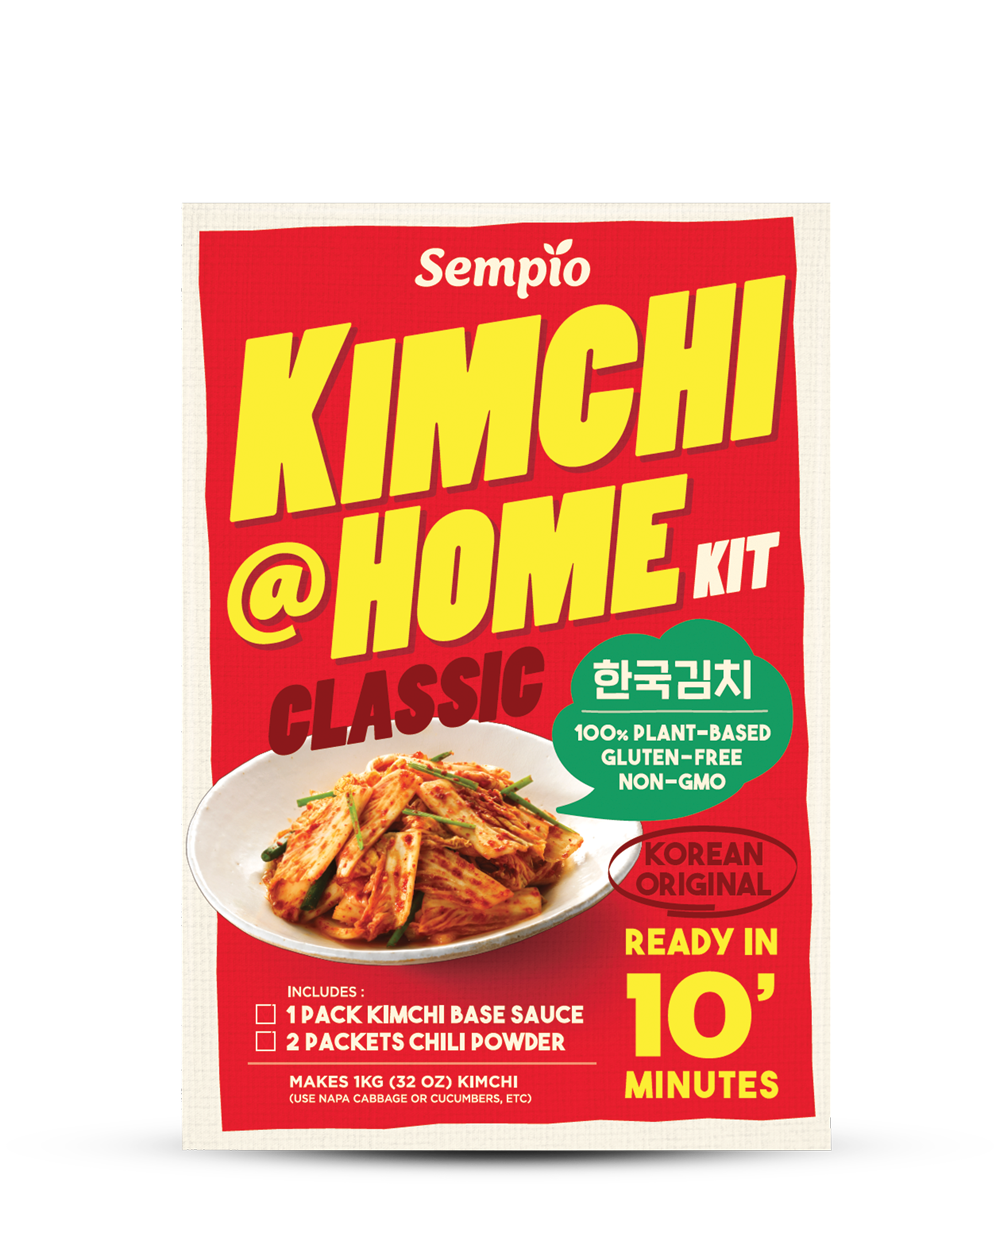 Sempio
KIMCHI
@HOME KIT
CLASSIC
한국김치
100% PLANT-BASED
GLUTEN-FREE
NON-GMO
KOREAN
ORIGINAL
READY IN
10’
MINUTES
INCLUDES :
1 PACK KIMCHI BASE SAUCE
2 PACKETS CHILI POWDER
MAKES 1KG (32 OZ) KIMCHI
(USE NAPA CABBAGE OR CUCUMBERS, ETC)